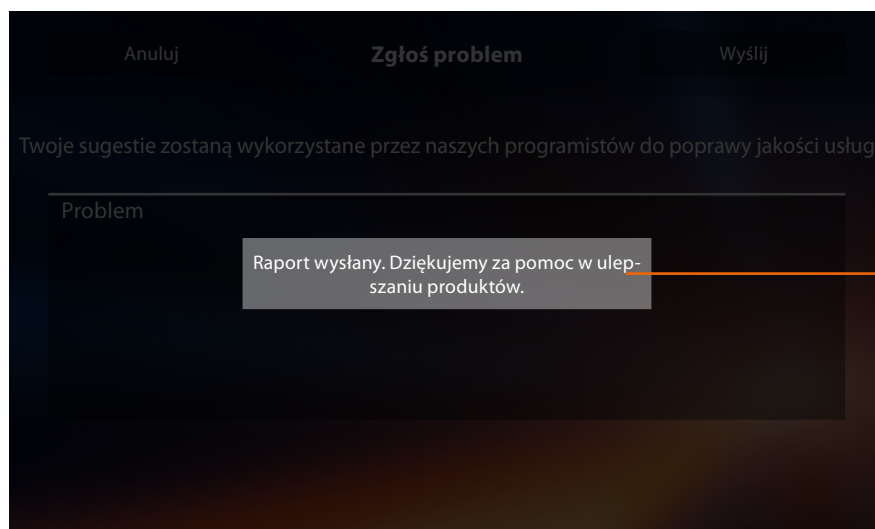 Anuluj Zgłoś problem Wyślij
Twoje sugestie zostaną wykorzystane przez naszych programistów do poprawy jakości usług
Problem
Raport wysłany. Dziękujemy za pomoc w ulep-
szaniu produktów.